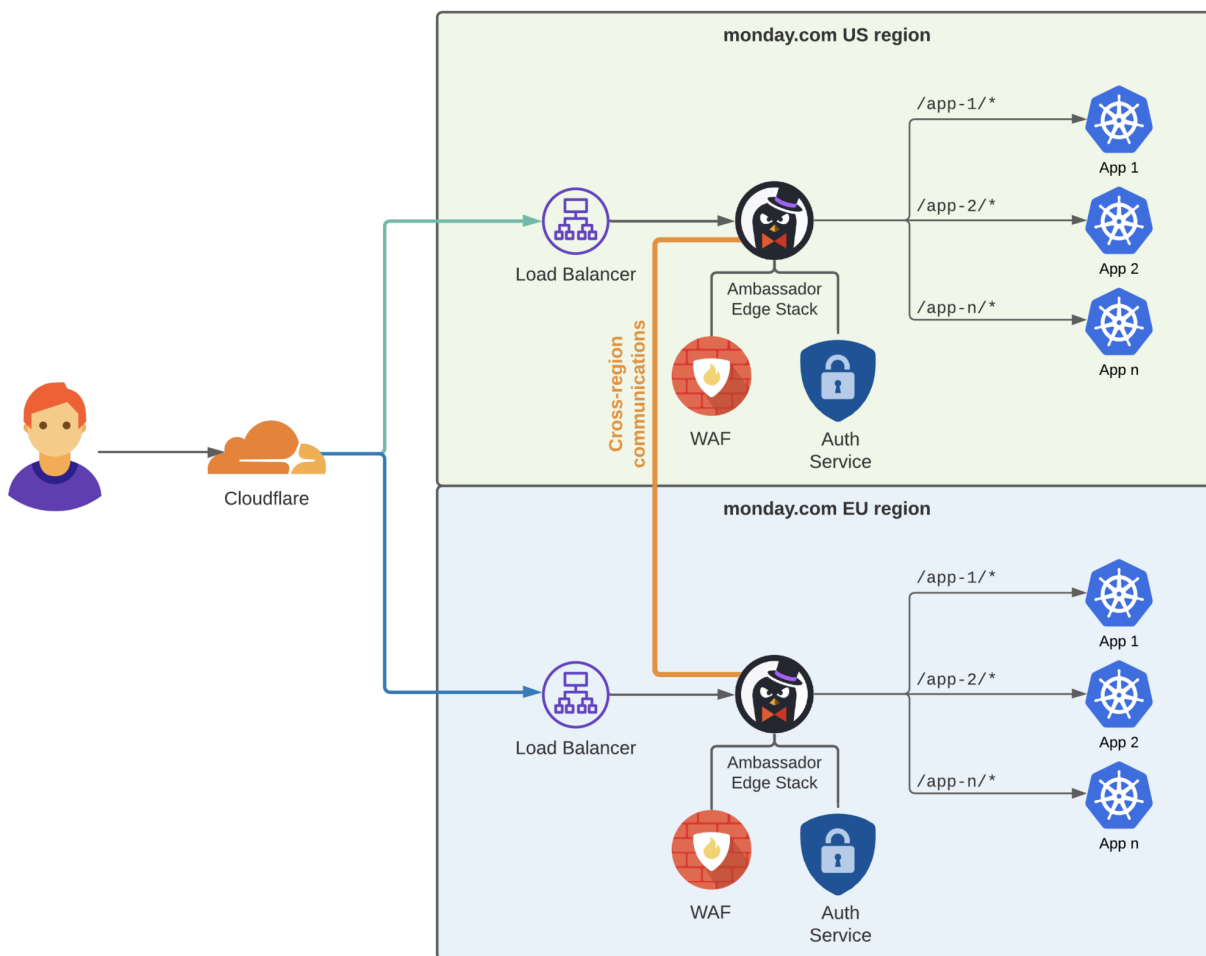 monday.com US region
/app-1/*
App 1
/app-2/*
App 2
/app-n/*
App n
Load Balancer
Ambassador
Edge Stack
Cross-region
communications
WAF
Auth
Service
Cloudflare
monday.com EU region
/app-1/*
App 1
/app-2/*
App 2
/app-n/*
App n
Load Balancer
Ambassador
Edge Stack
WAF
Auth
Service